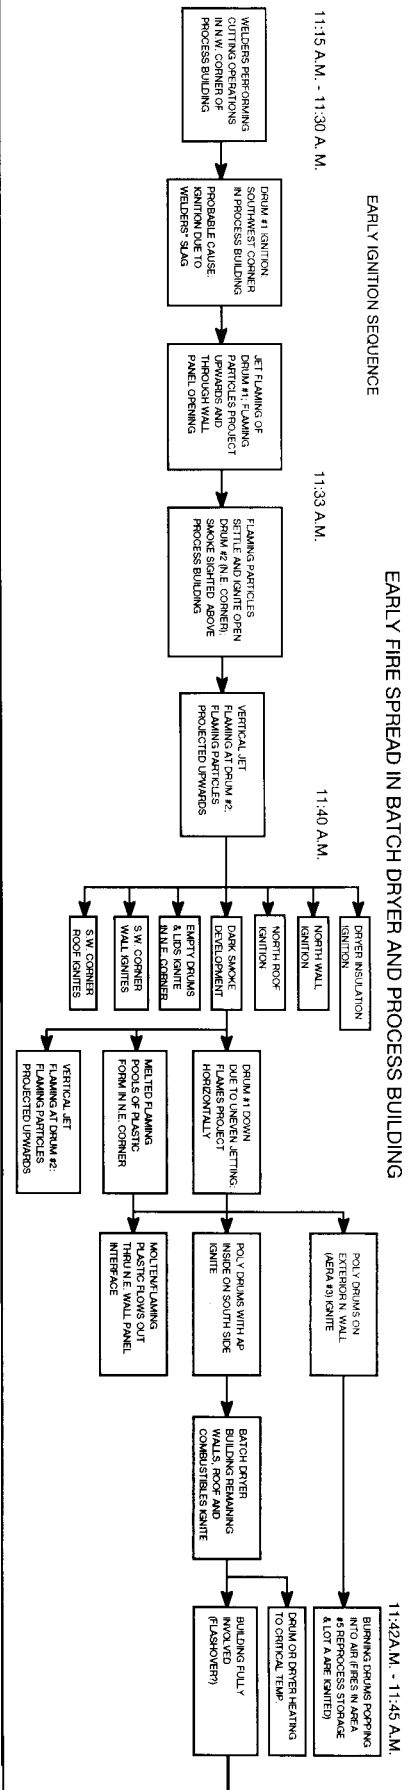 EARLY FIRE SPREAD IN BATCH DRYER AND PROCESS BUILDING
EARLY IGNITION SEQUENCE
11:15 A.M. - 11:30 A. M.
11:33 A.M.
11:40 A.M.
11:42A.M. - 11:45 A.M.
WELDERS PERFORMING
CUTTING OPERATIONS
IN N.W. CORNER OF
PROCESS BUILDING
DRUM #1 IGNITION:
SOUTHWEST CORNER
IN PROCESS BUILDING
PROBABLE CAUSE:
IGNITION DUE TO
WELDERS" SLAG
JET FLAMING OF
DRUM #1; FLAMING
PARTICLES PROJECT
UPWARDS AND
THROUGH WALL
PANEL OPENING
FLAMING PARTICLES
SETTLE AND IGNITE OPEN
DRUM #2 (N.E. CORNER);
SMOKE SIGHTED ABOVE
PROCESS BUILDING
VERTICAL JET
FLAMING AT DRUM #2;
FLAMING PARTICLES
PROJECTED UPWARDS
DRYER INSULATION
IGNITION
NORTH WALL
IGNITION
NORTH ROOF
IGNITION
DARK SMOKE
DEVELOPMENT
EMPTY DRUMS
& LIDS IGNITE
IN N.E. CORNER
S.W. CORNER
WALL IGNITES
S.W. CORNER
ROOF IGNITES
DRUM #1 DOWN
DUE TO UNEVEN JETTING;
FLAMES PROJECT
HORIZONTALLY
MELTED FLAMING
POOLS OF PLASTIC
FORM IN N.E. CORNER
VERTICAL JET
FLAMING AT DRUM #2:
FLAMING PARTICLES
PROJECTED UPWARDS
POLY DRUMS ON
EXTERIOR N. WALL
(AERA #3) IGNITE
POLY DRUMS WITH AP
INSIDE ON SOUTH SIDE
IGNITE
MOLTEN/FLAMING
PLASTIC FLOWS OUT
THRU N.E. WALL PANEL
INTERFACE
BATCH DRYER
BUILDING REMAINING
WALLS, ROOF AND
COMBUSTIBLES IGNITE
BURNING DRUMS POPPING
INTO AIR (FIRES IN AREA
#5 REPROCESS STORAGE
& LOT A ARE IGNITED)
DRUM OR DRYER HEATING
TO CRITICAL TEMP.
BUILDING FULLY
INVOLVED
(FLASHOVER?)